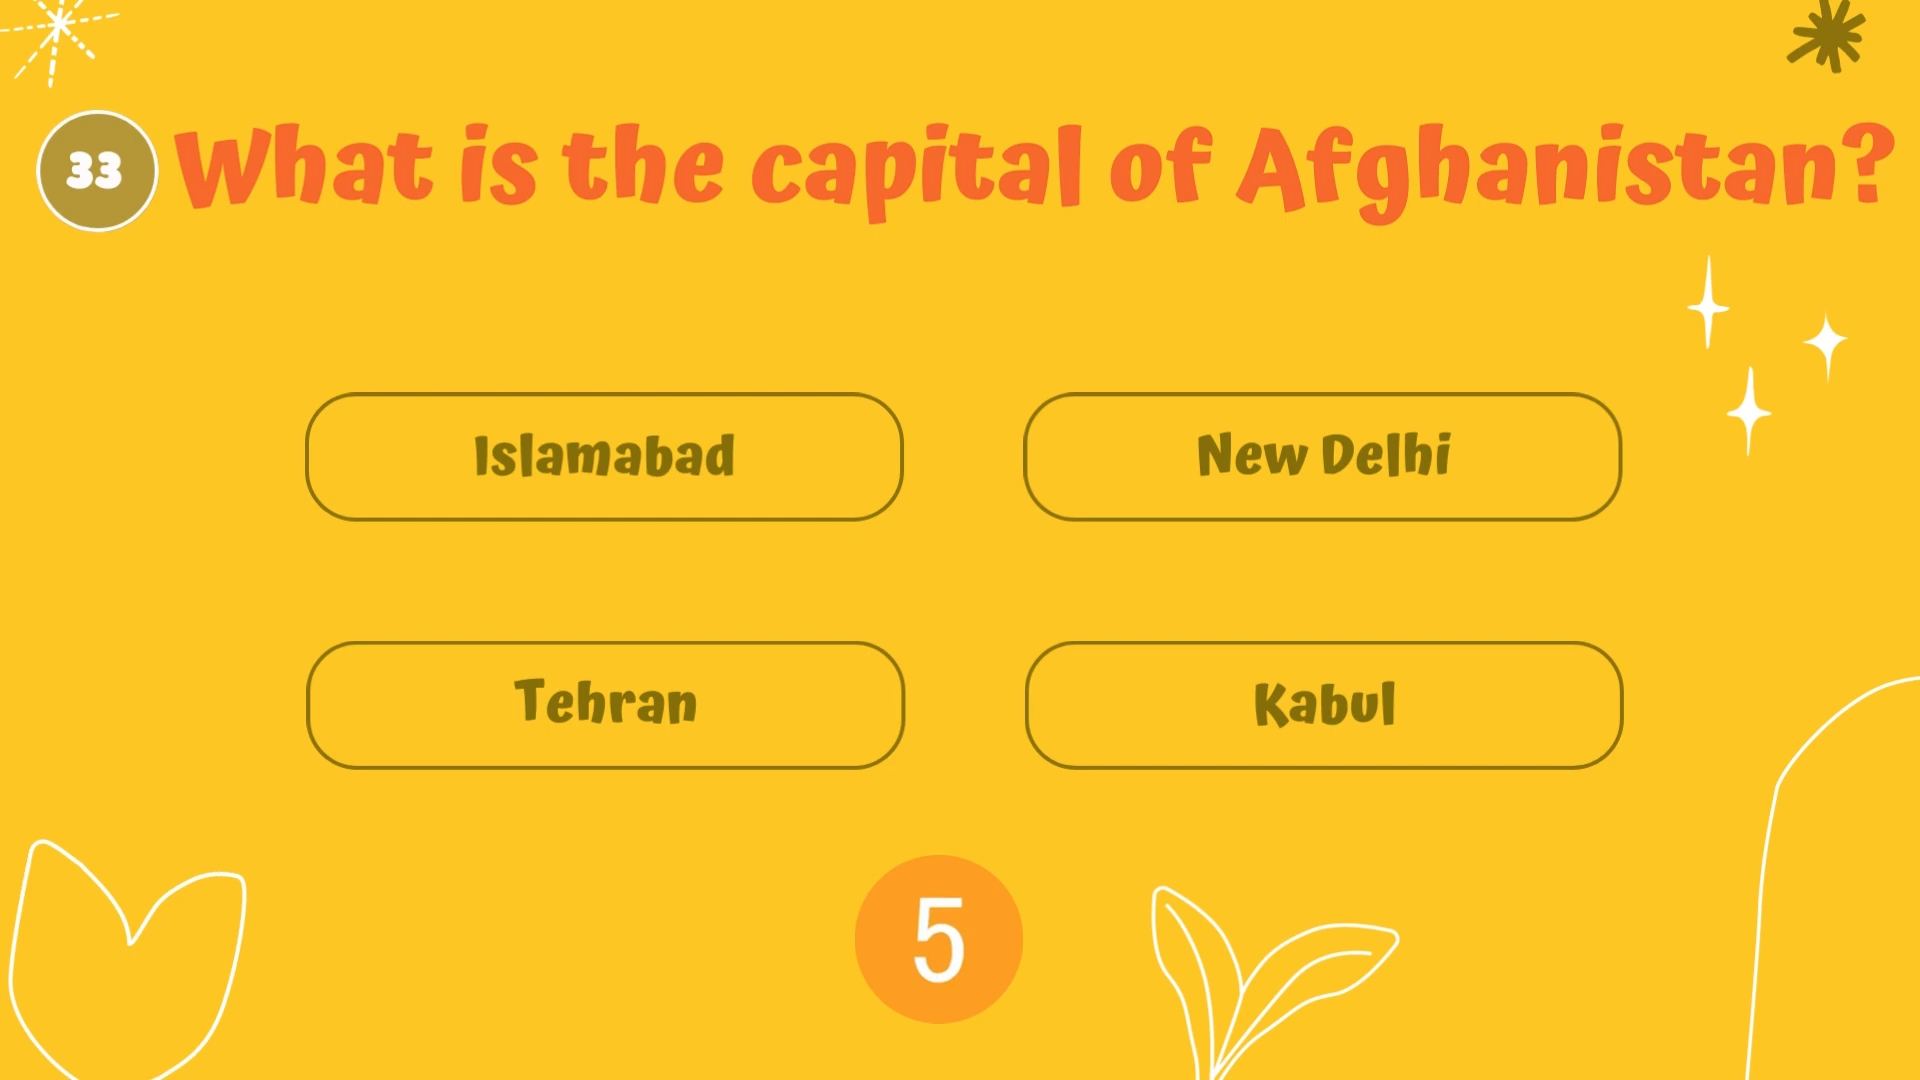 33 What is the capital of Afghanistan?
Islamabad
New Delhi
Tehran
Kabul
5